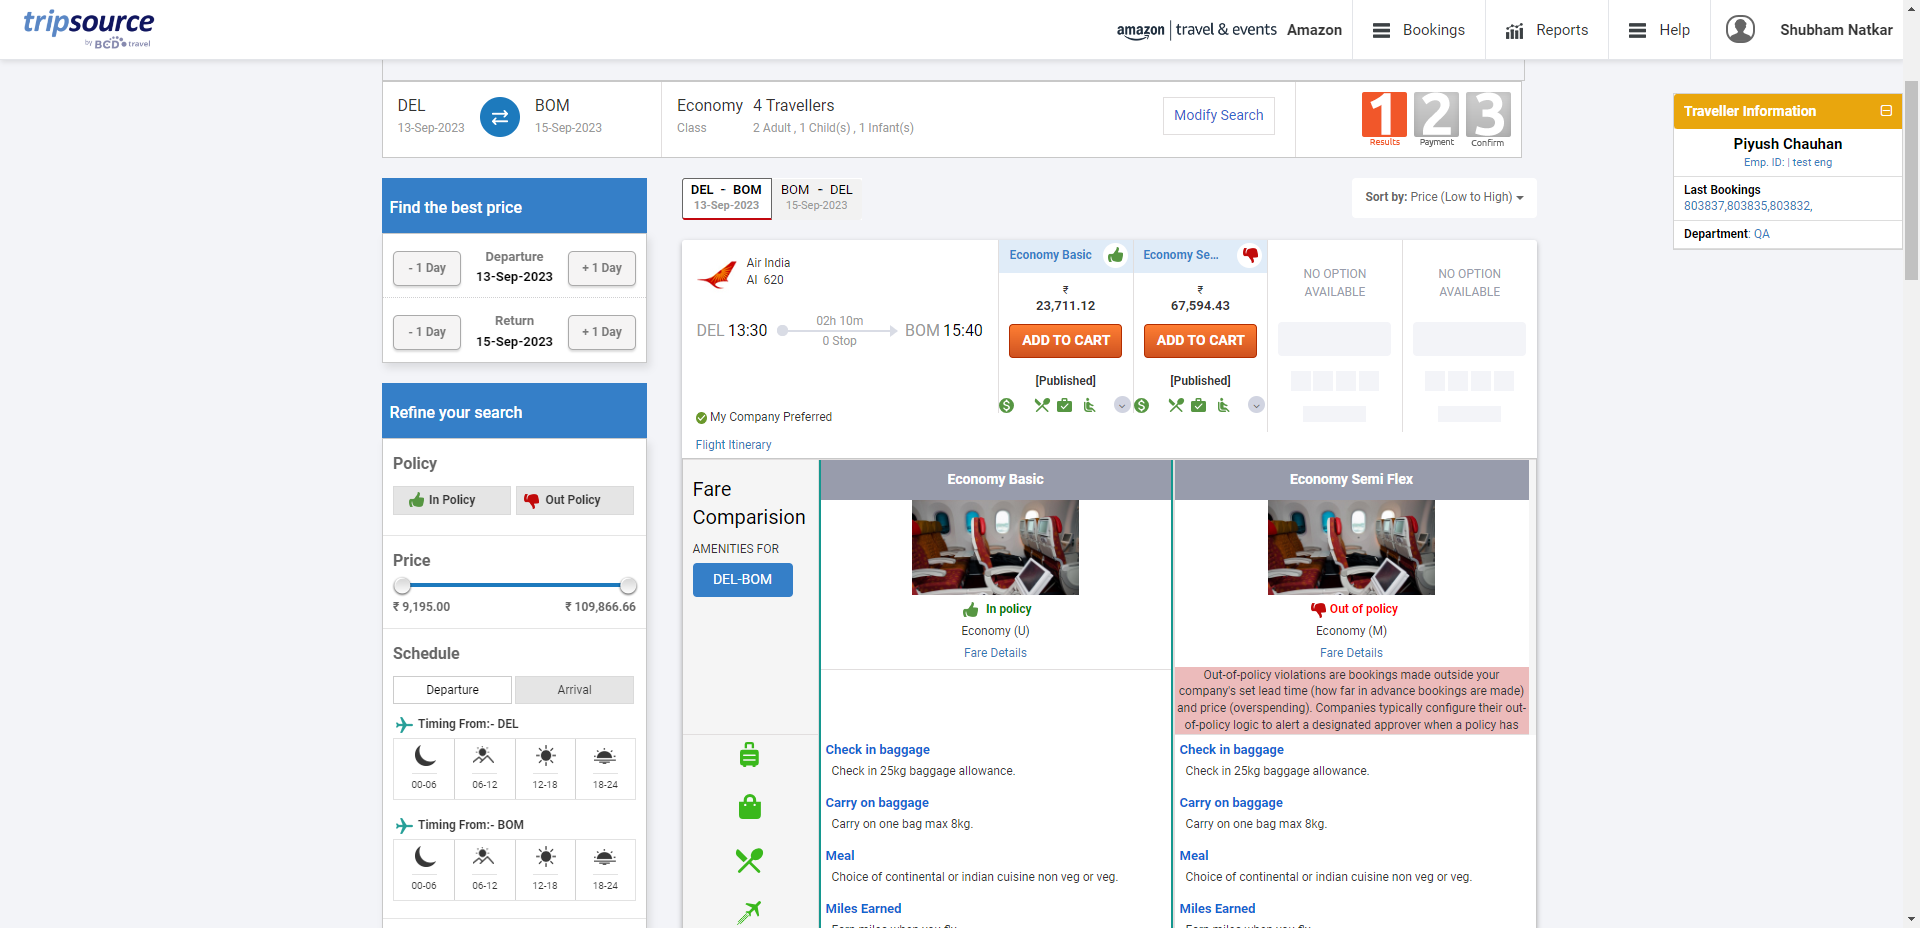 tripsource
by BCD travel
amazon | travel & events Amazon
Bookings
Reports
Help
Shubham Natkar
DEL
13-Sep-2023
BOM
15-Sep-2023
Economy
Class
4 Travellers
2 Adult , 1 Child(s) , 1 Infant(s)
Modify Search
1
Results
2
Payment
3
Confirm
Traveller Information
Piyush Chauhan
Emp. ID: | test eng
Last Bookings
803837,803835,803832,
Department: QA
Find the best price
- 1 Day
Departure
13-Sep-2023
+ 1 Day
- 1 Day
Return
15-Sep-2023
+ 1 Day
Refine your search
Policy
In Policy
Out Policy
Price
₹ 9,195.00
₹ 109,866.66
Schedule
Departure
Arrival
Timing From:- DEL
00-06
06-12
12-18
18-24
Timing From:- BOM
00-06
06-12
12-18
18-24
DEL - BOM
13-Sep-2023
BOM - DEL
15-Sep-2023
Sort by: Price (Low to High)
Air India
AI 620
DEL 13:30
02h 10m
0 Stop
BOM 15:40
My Company Preferred
Flight Itinerary
Economy Basic
₹
23,711.12
ADD TO CART
[Published]
Economy Se...
₹
67,594.43
ADD TO CART
[Published]
NO OPTION
AVAILABLE
NO OPTION
AVAILABLE
Fare
Comparision
AMENITIES FOR
DEL-BOM
Economy Basic
In policy
Economy (U)
Fare Details
Economy Semi Flex
Out of policy
Economy (M)
Fare Details
Out-of-policy violations are bookings made outside your
company's set lead time (how far in advance bookings are made)
and price (overspending). Companies typically configure their out-
of-policy logic to alert a designated approver when a policy has
Check in baggage
Check in 25kg baggage allowance.
Carry on baggage
Carry on one bag max 8kg.
Meal
Choice of continental or indian cuisine non veg or veg.
Miles Earned
Check in baggage
Check in 25kg baggage allowance.
Carry on baggage
Carry on one bag max 8kg.
Meal
Choice of continental or indian cuisine non veg or veg.
Miles Earned